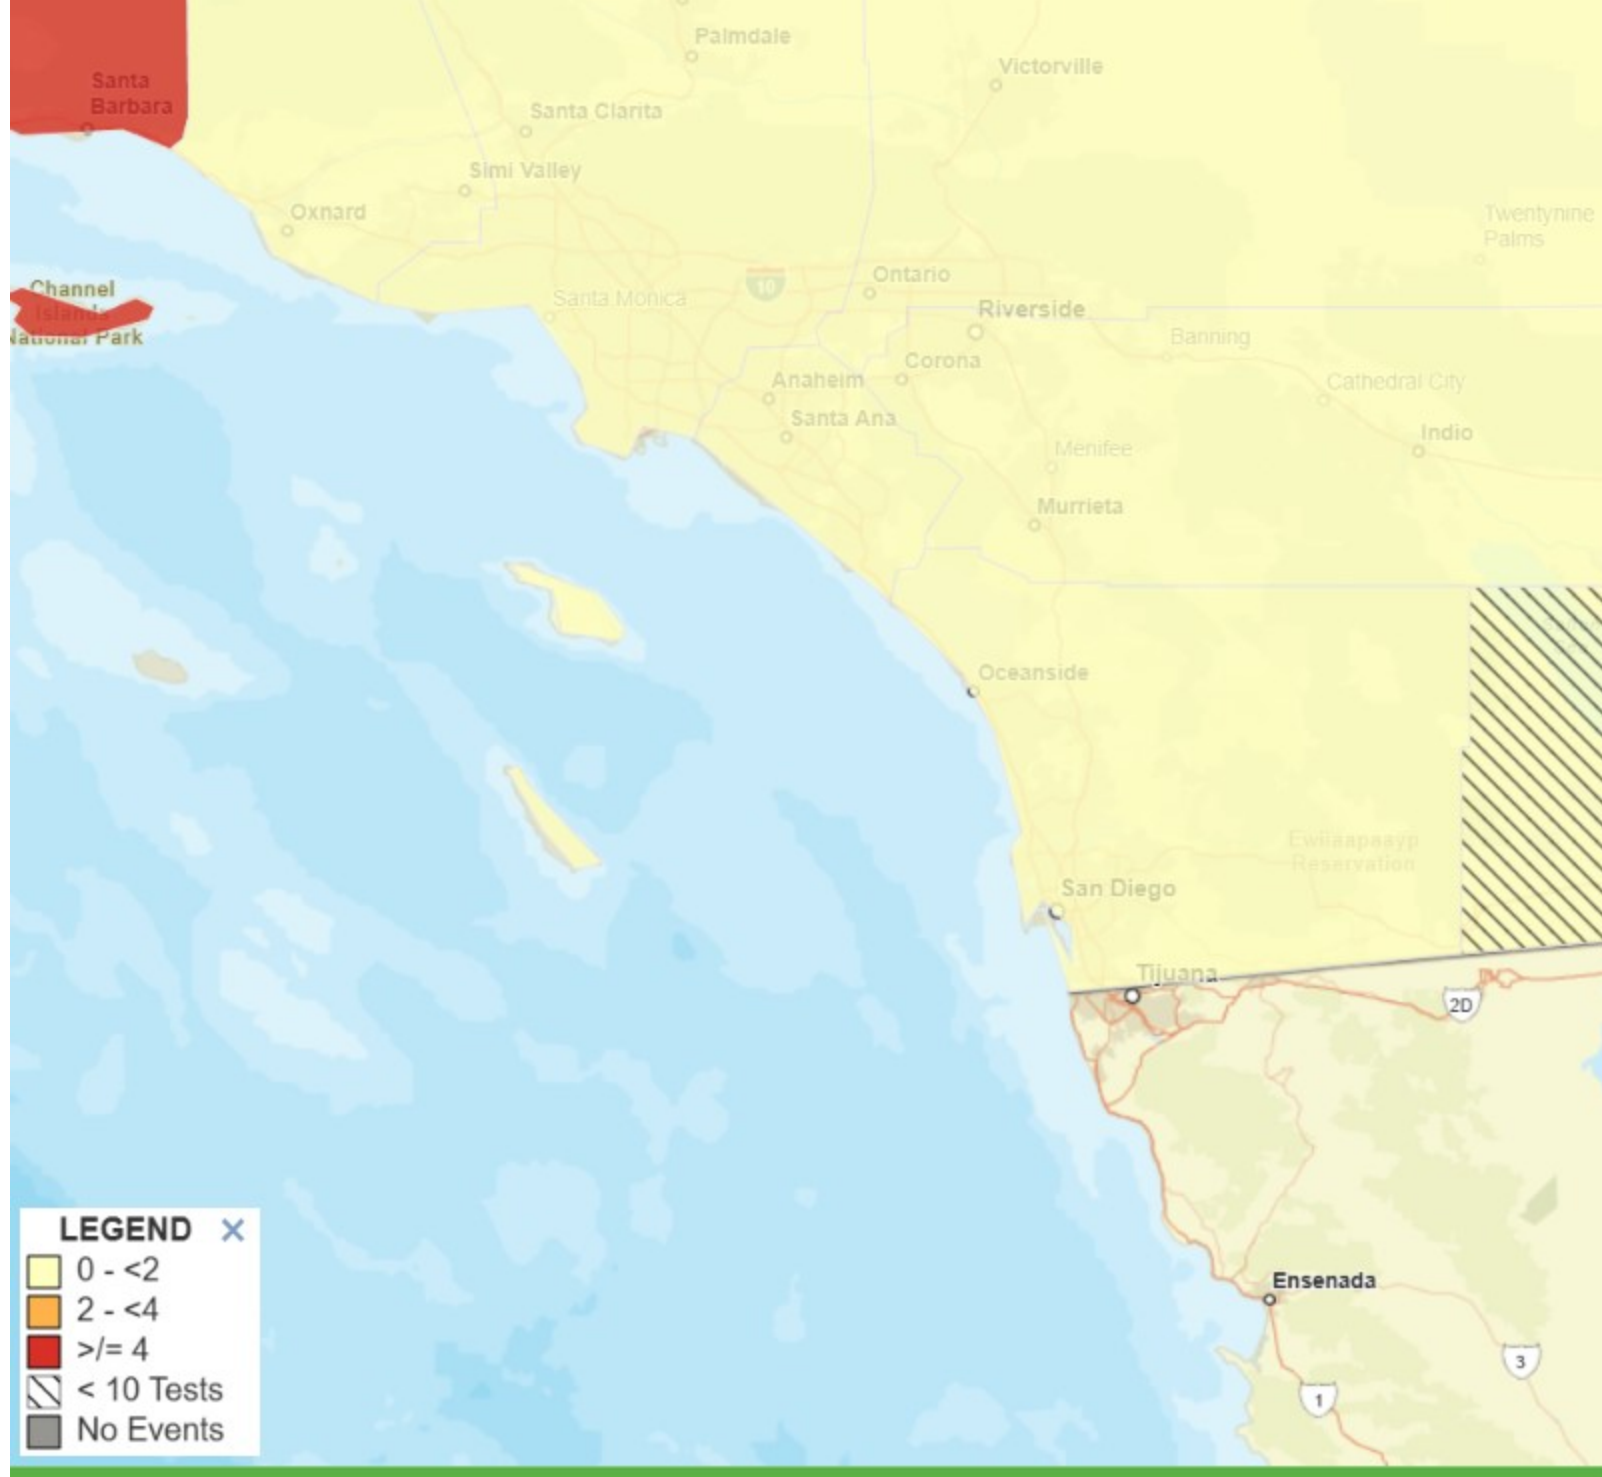 Palmdale
Victorville
Santa
Barbara
Santa Clarita
Simi Valley
Oxnard
Twentynine
Palms
Channel
Islands
National Park
Santa Monica
10
Ontario
Riverside
Banning
Corona
Anaheim
Cathedral City
Santa Ana
Indio
Menifee
Murrieta
Oceanside
Ewiiaapaayp
Reservation
San Diego
Tijuana
2D
Ensenada
3
1
LEGEND
0 - <2
2 - <4
>/= 4
< 10 Tests
No Events